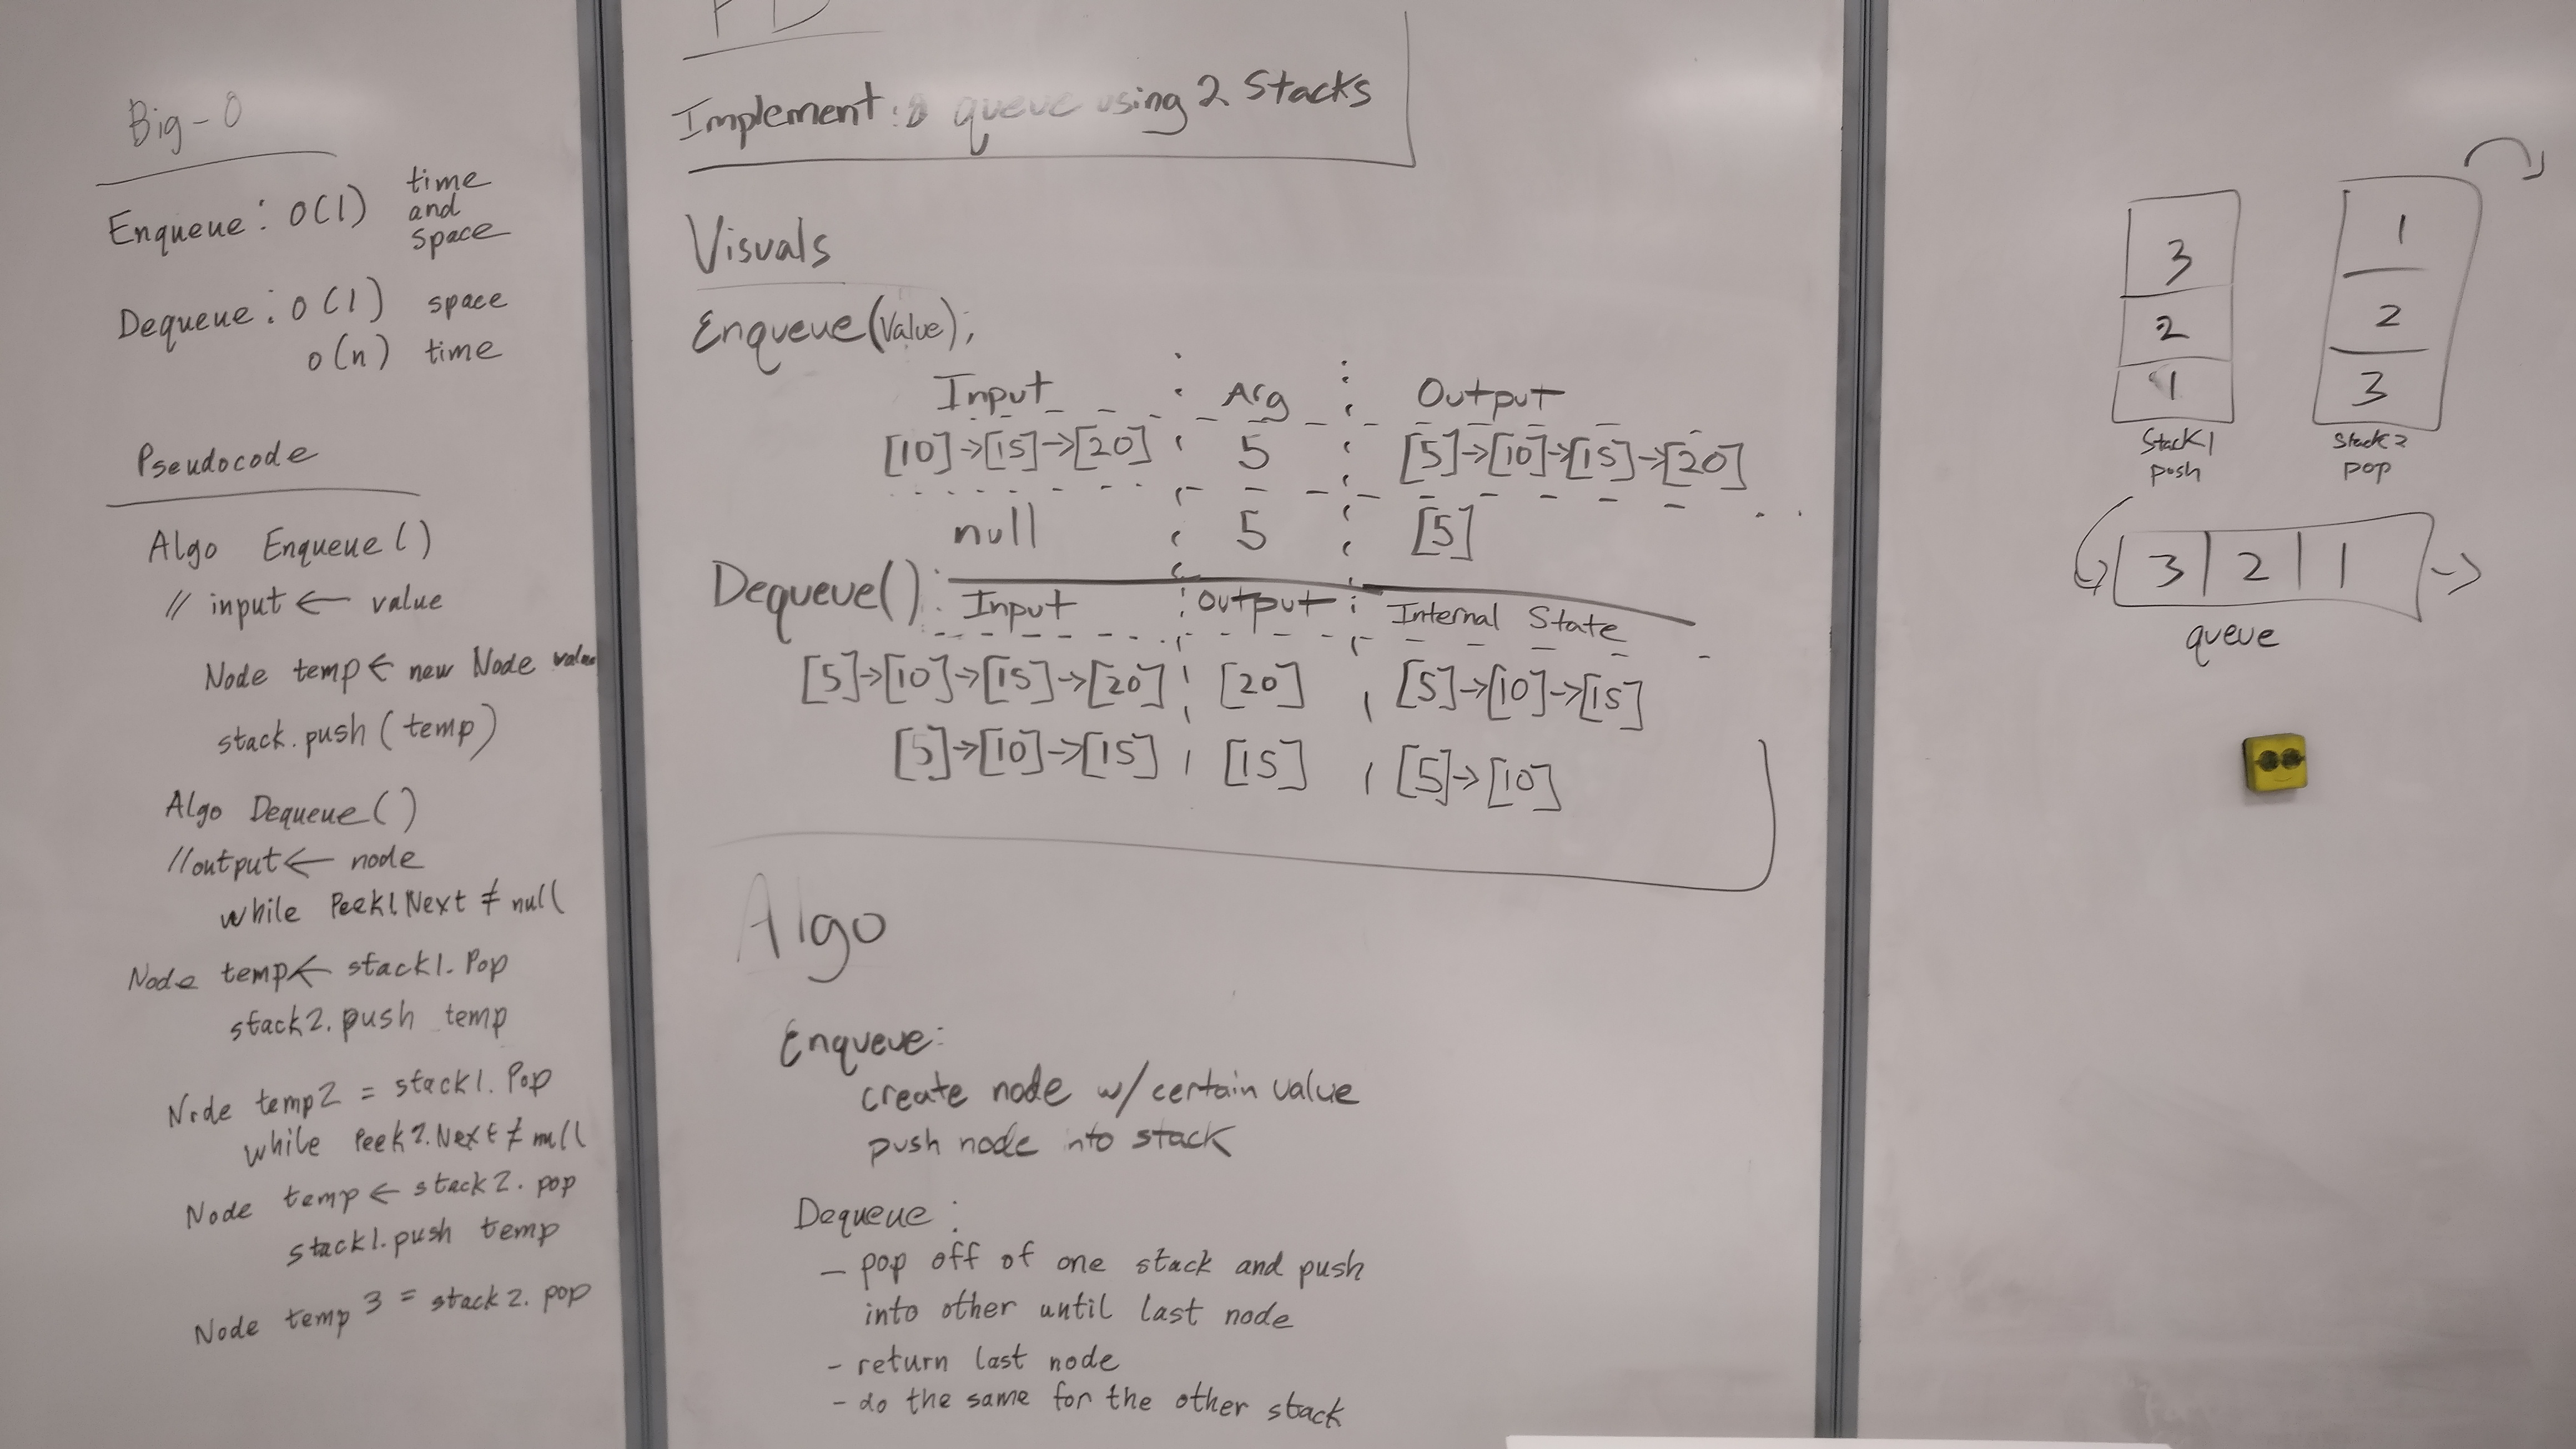 Big-O
Enqueue: O(1) time
and
space
Dequeue: O(1) space
O(n) time
Pseudocode
Algo Enqueue()
// input ← value
Node temp ← new Node value
stack.push(temp)
Algo Dequeue()
//output ← node
while Peek1.Next ≠ null
Node temp ← stack1.Pop
stack2.push temp
Node temp2 = stack1.Pop
while Peek2.Next ≠ null
Node temp ← stack2.pop
stack1.push temp
Node temp3 = stack2.pop
Implement: queue using 2 Stacks
Visuals
Enqueue(Value);
Input Arg Output
[10]->[15]->[20] 5 [5]->[10]->[15]->[20]
null 5 [5]
Dequeue(): Input Output Internal State
[5]->[10]->[15]->[20] [20] [5]->[10]->[15]
[5]->[10]->[15] [15] [5]->[10]
Algo
Enqueue:
create node w/ certain value
push node into stack
Dequeue:
- pop off of one stack and push
into other until last node
- return last node
- do the same for the other stack
3
2
1
Stack1
push
1
2
3
Stack2
pop
3 | 2 | 1 ->
queue